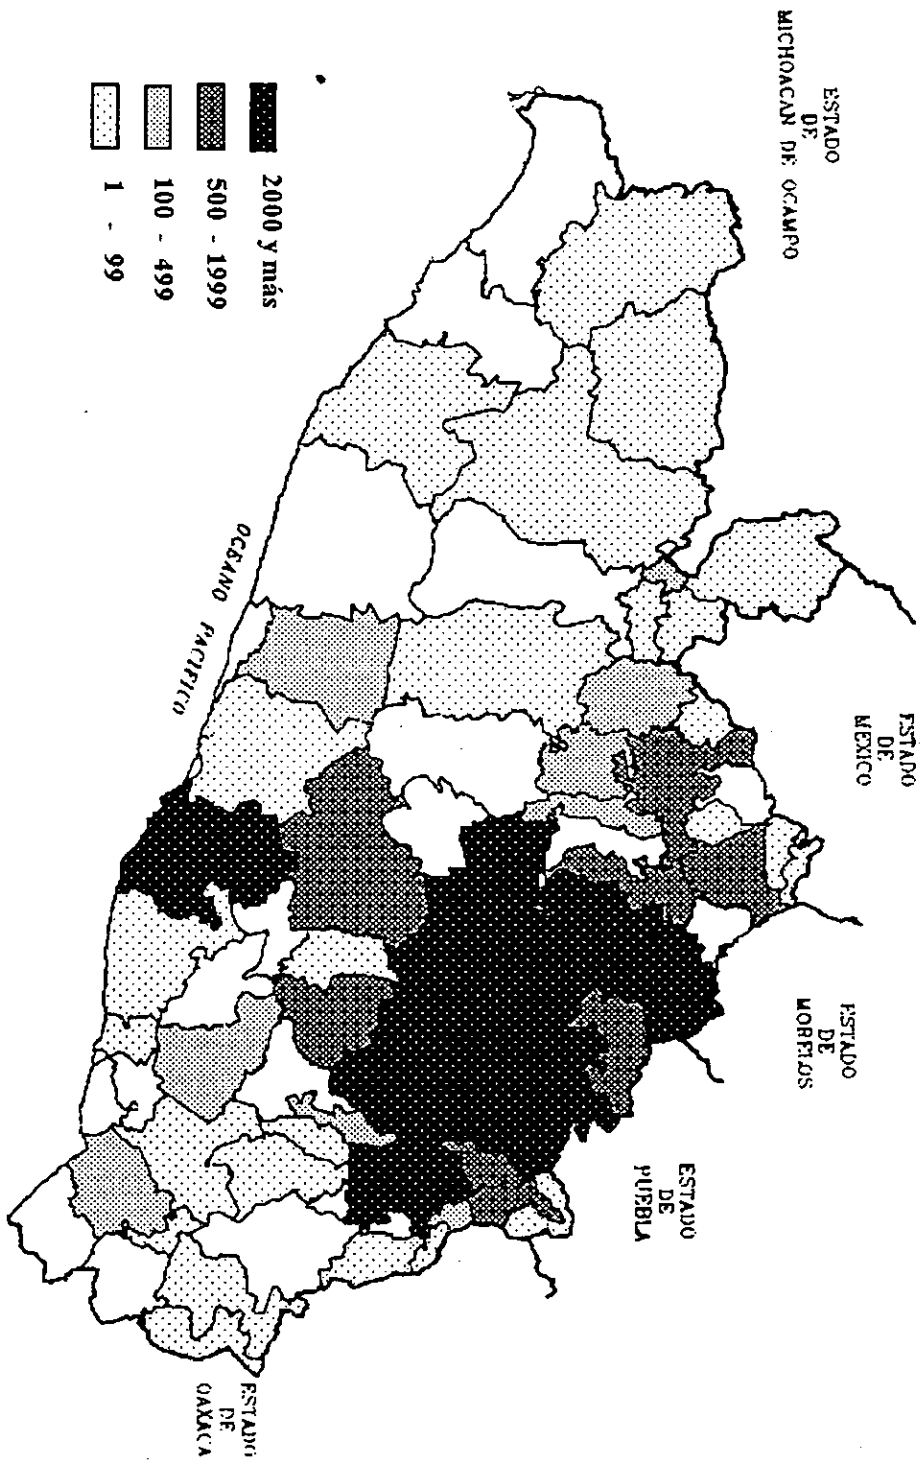 ESTADO
DE
MICHOACAN DE OCAMPO
ESTADO
DE
MEXICO
ESTADO
DE
MORELOS
ESTADO
DE
PUEBLA
ESTADO
DE
OAXACA
OCEANO PACIFICO
2000 y más
500 - 1999
100 - 499
1 - 99